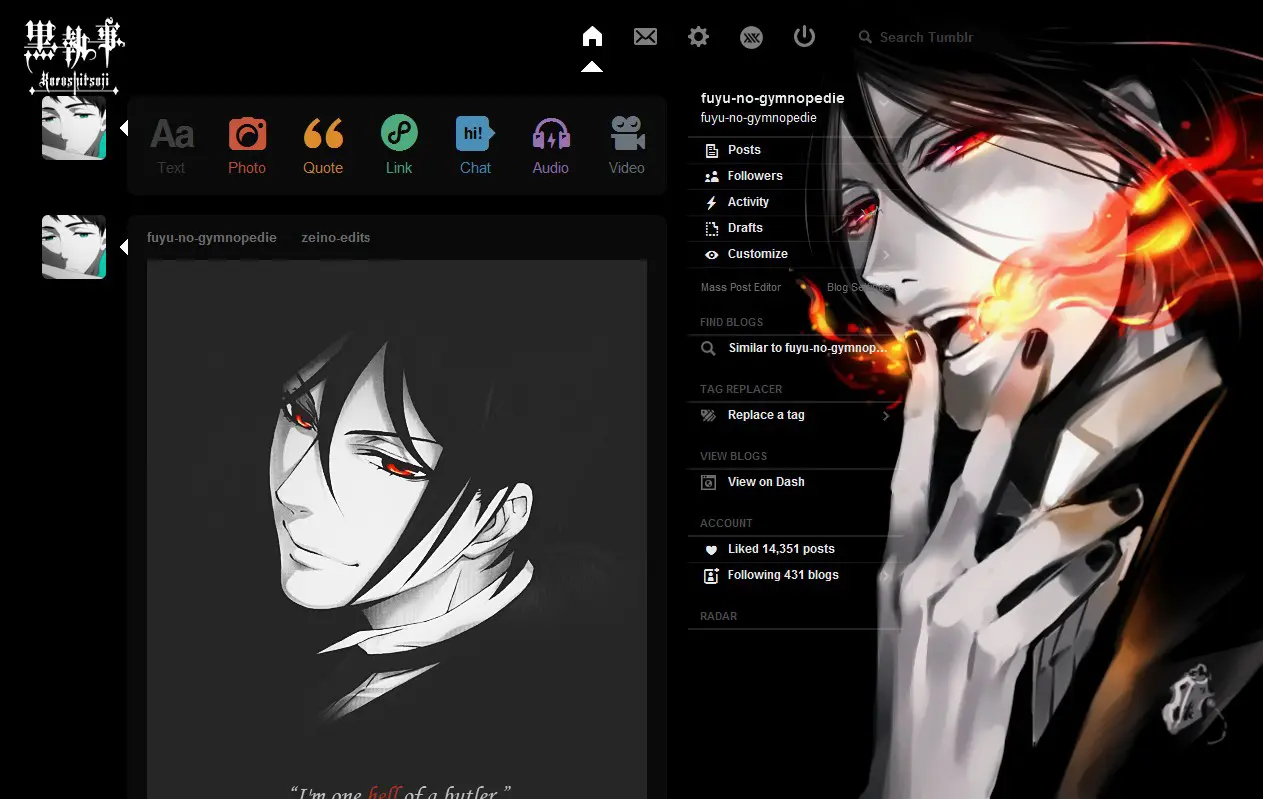 黒執事
Kuroshitsuji
Search Tumblr
Aa
hi!
Text
Photo
Quote
Link
Chat
Audio
Video
fuyu-no-gymnopedie
fuyu-no-gymnopedie
Posts
Followers
Activity
Drafts
Customize
Mass Post Editor
Blog Settings
FIND BLOGS
Similar to fuyu-no-gymnop...
TAG REPLACER
Replace a tag
VIEW BLOGS
View on Dash
ACCOUNT
Liked 14,351 posts
Following 431 blogs
RADAR
fuyu-no-gymnopedie
zeino-edits
“I'm one hell of a butler.”